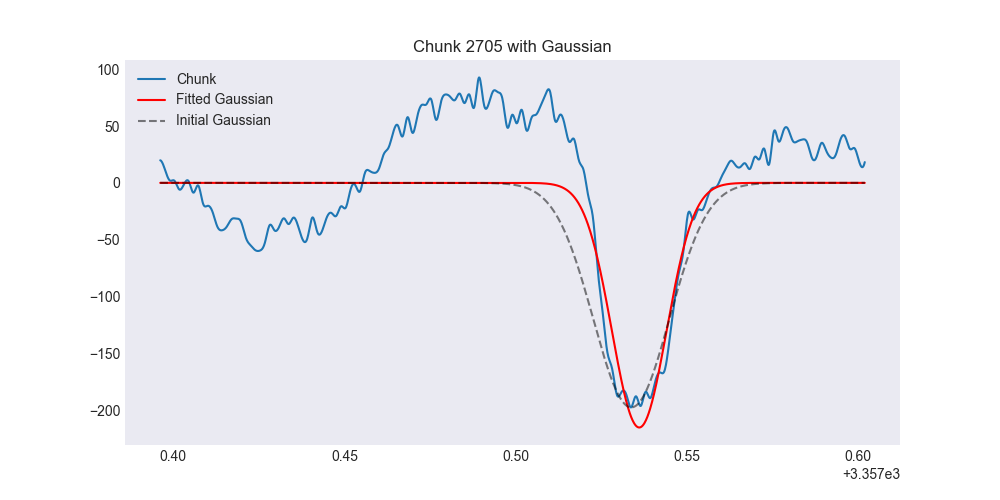 Chunk 2705 with Gaussian
100
50
0
−50
−100
−150
−200
Chunk
Fitted Gaussian
Initial Gaussian
0.40 0.45 0.50 0.55 0.60
+3.357e3